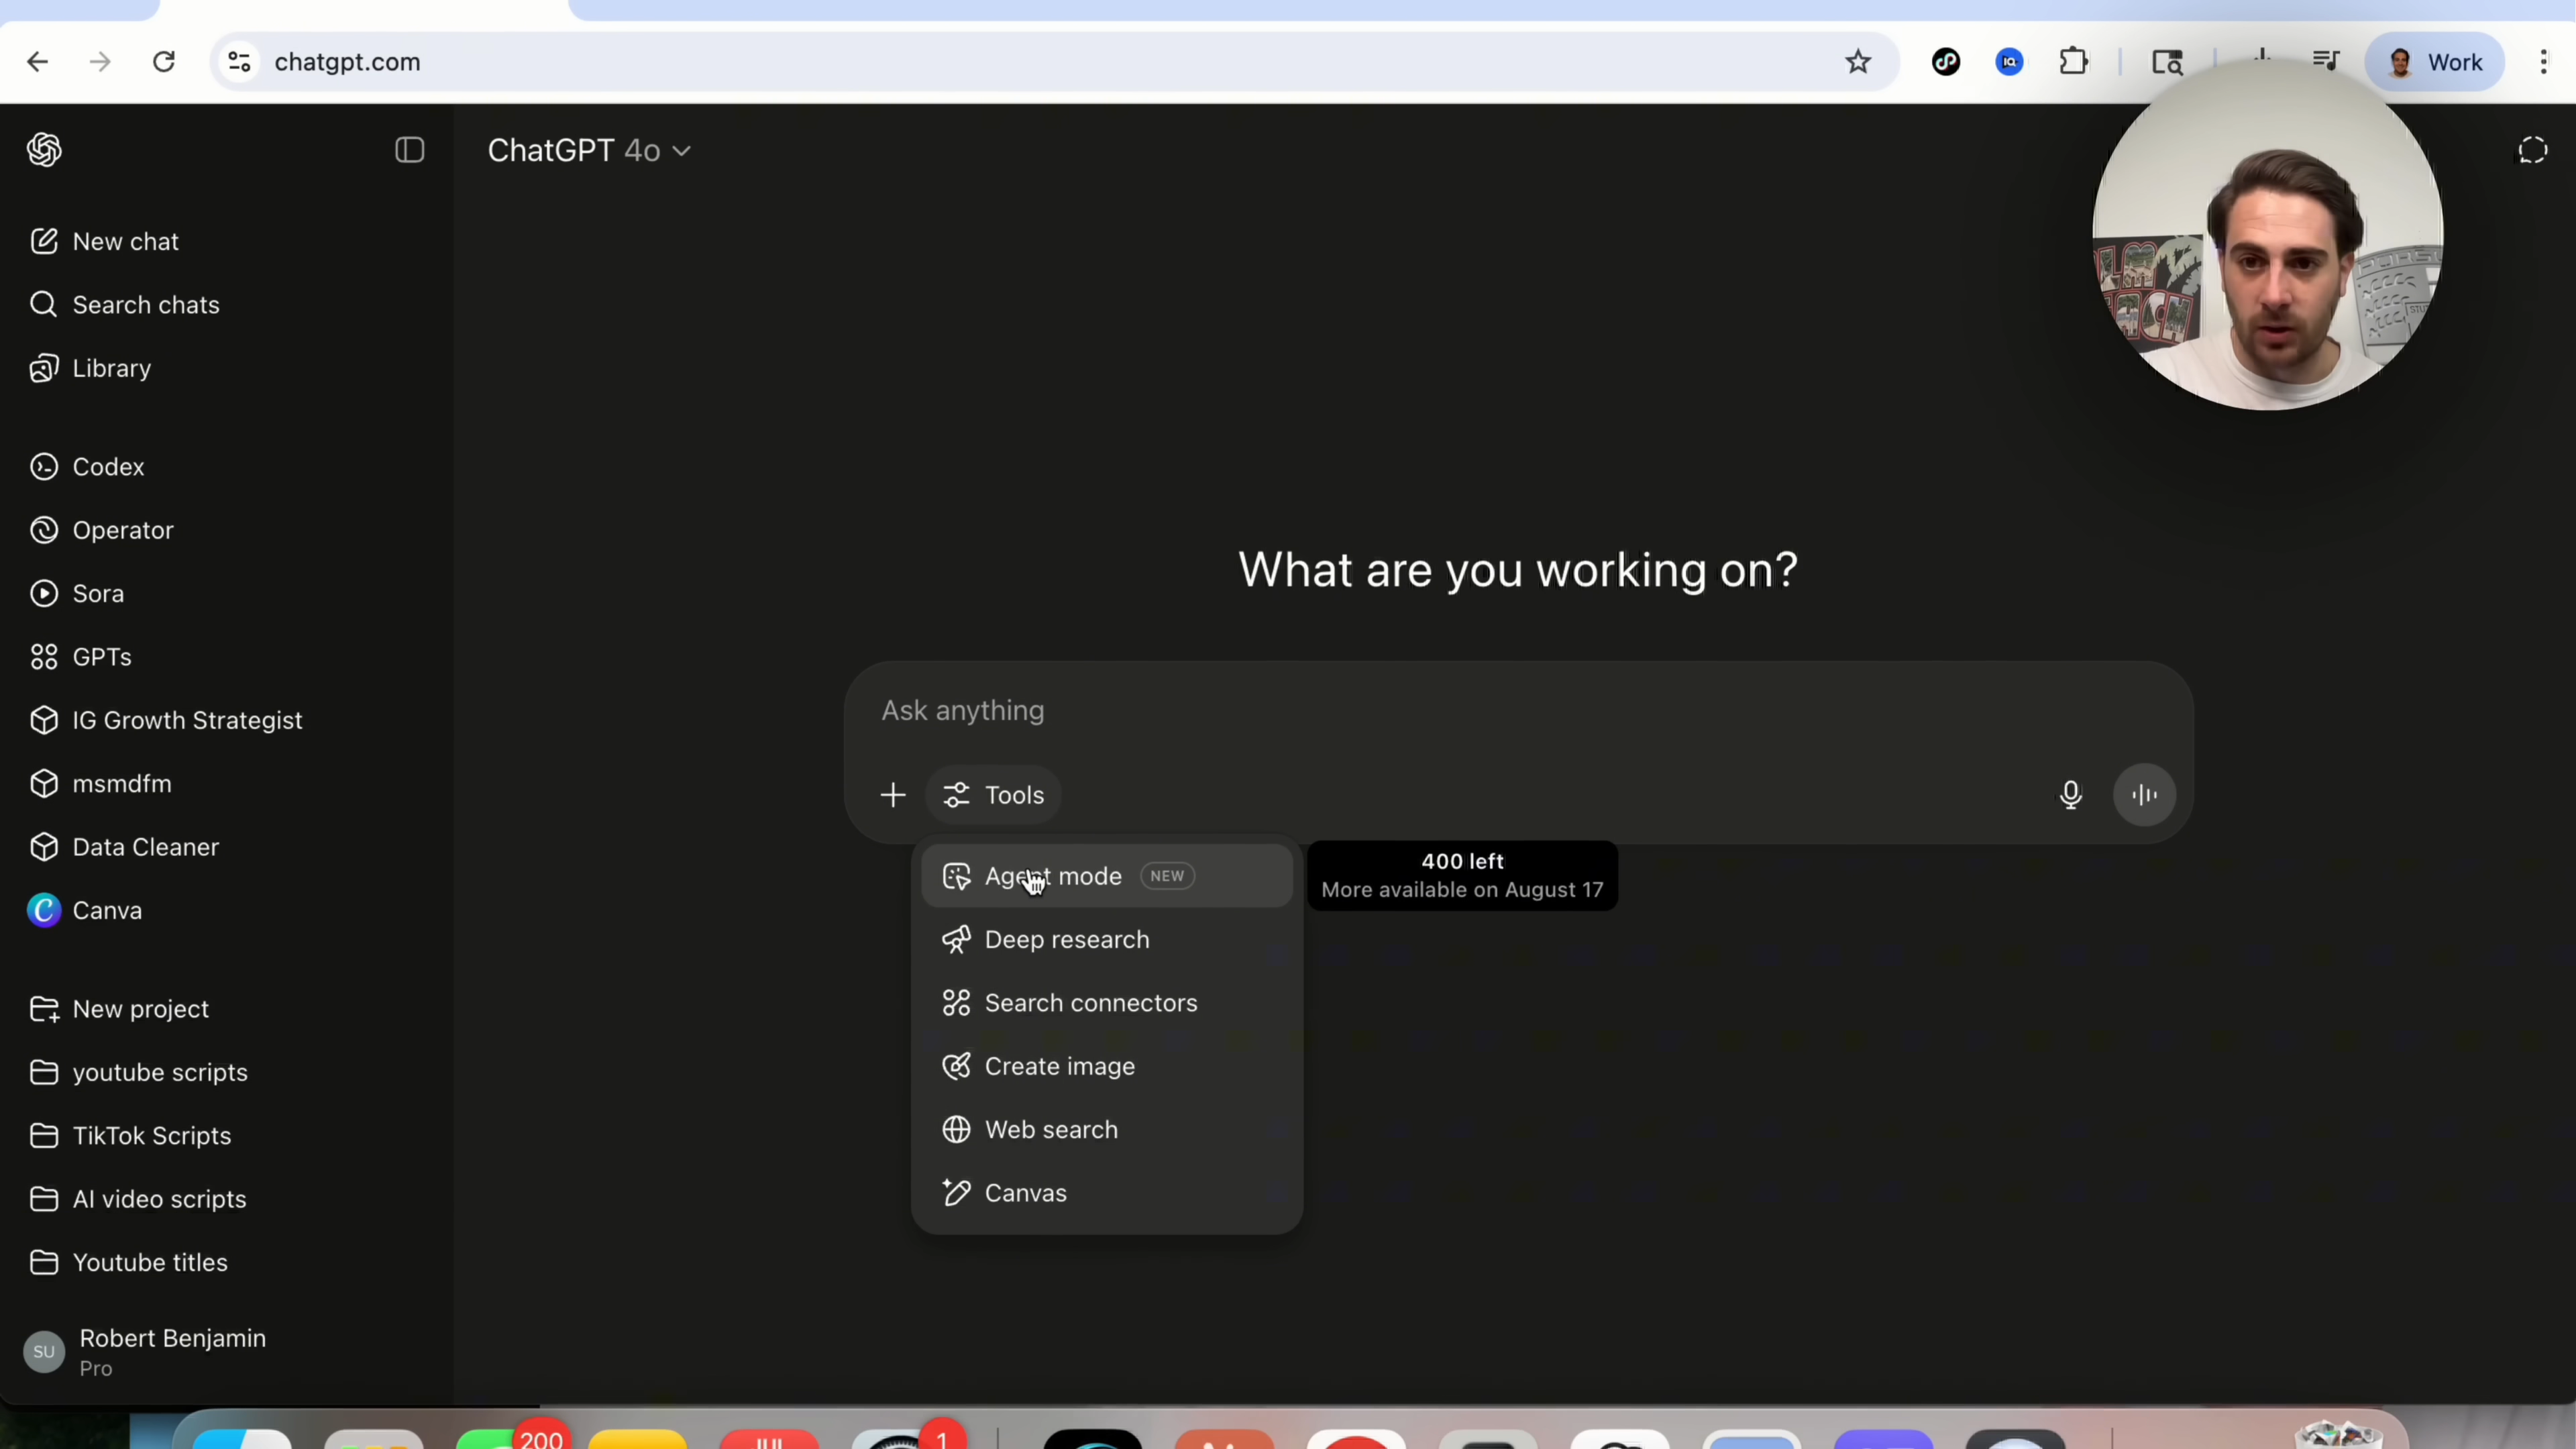 chatgpt.com
Work
ChatGPT 4o
New chat
Search chats
Library
Codex
Operator
Sora
GPTs
IG Growth Strategist
msmdfm
Data Cleaner
Canva
New project
youtube scripts
TikTok Scripts
AI video scripts
Youtube titles
SU
Robert Benjamin
Pro
What are you working on?
Ask anything
Tools
Agent mode NEW
400 left
More available on August 17
Deep research
Search connectors
Create image
Web search
Canvas
200
1